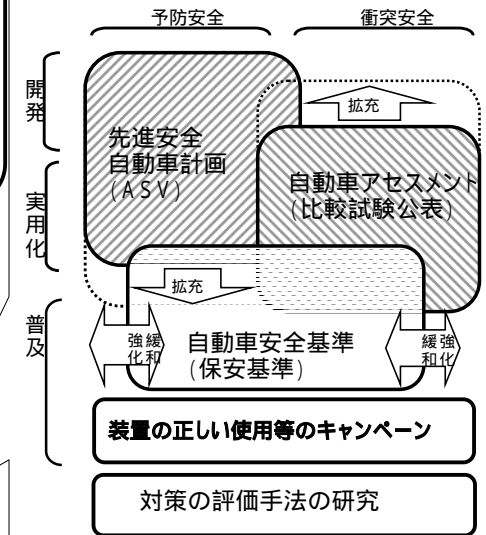 予防安全
衝突安全
開発
実用化
普及
拡充
先進安全
自動車計画
(ASV)
自動車アセスメント
(比較試験公表)
拡充
強化
緩和
自動車安全基準
(保安基準)
緩和
強化
装置の正しい使用等のキャンペーン
対策の評価手法の研究